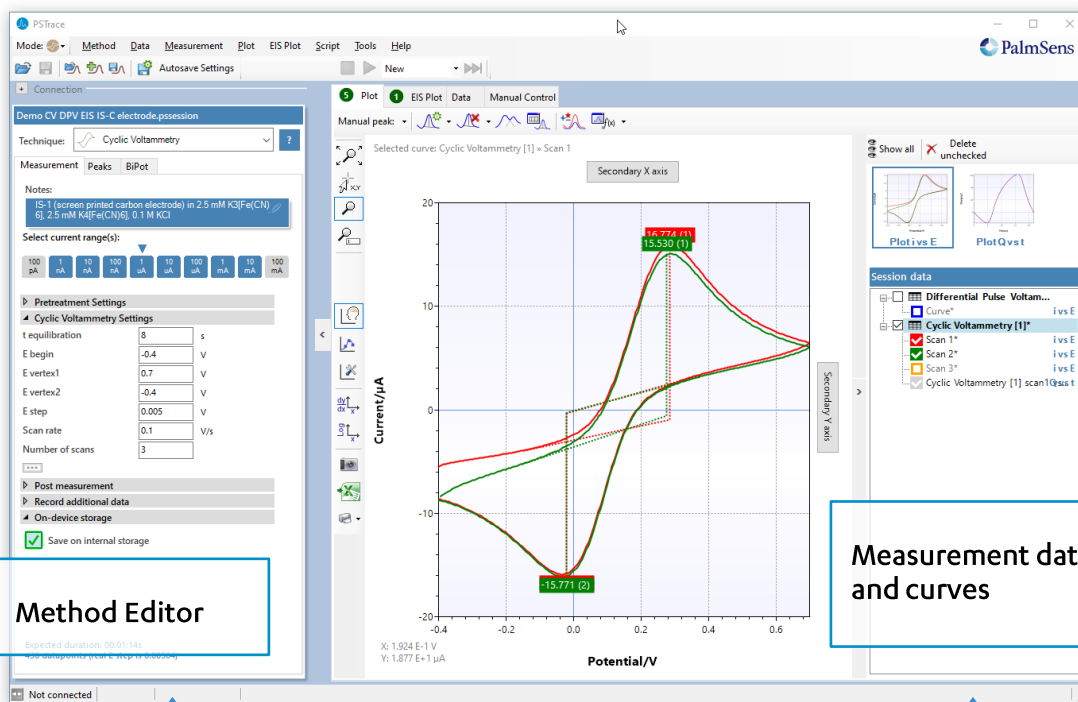 PSTrace
Mode: Method Data Measurement Plot EIS Plot Script Tools Help
PalmSens
Autosave Settings
New
Connection
5 Plot 1 EIS Plot Data Manual Control
Demo CV DPV EIS IS-C electrode.pssession
Manual peak:
f(x)
Technique: Cyclic Voltammetry ?
Selected curve: Cyclic Voltammetry [1] » Scan 1
Show all
Delete
unchecked
Measurement Peaks BiPot
Secondary X axis
X,Y
Notes:
IS-1 (screen printed carbon electrode) in 2.5 mM K3[Fe(CN)
6], 2.5 mM K4[Fe(CN)6], 0.1 M KCl
Select current range(s):
100 pA
1 nA
10 nA
100 nA
1 uA
10 uA
100 uA
1 mA
10 mA
100 mA
Plot i vs E
Plot Q vs t
Pretreatment Settings
Cyclic Voltammetry Settings
t equilibration 8 s
E begin -0.4 V
E vertex1 0.7 V
E vertex2 -0.4 V
E step 0.005 V
Scan rate 0.1 V/s
Number of scans 3
Post measurement
Record additional data
On-device storage
Save on internal storage
dy
dx
x
Log
x
20
10
0
-10
-20
Current/µA
16.774 (1)
15.530 (1)
-15.771 (2)
-0.4 -0.2 0.0 0.2 0.4 0.6
Potential/V
X: 1.924 E-1 V
Y: 1.877 E+1 µA
Secondary Y axis
Session data
Differential Pulse Voltam...
Curve* i vs E
Cyclic Voltammetry [1]*
Scan 1* i vs E
Scan 2* i vs E
Scan 3* i vs E
Cyclic Voltammetry [1] scan1
Method Editor
Measurement dat
and curves
Expected duration: 00:01:14s
Not connected